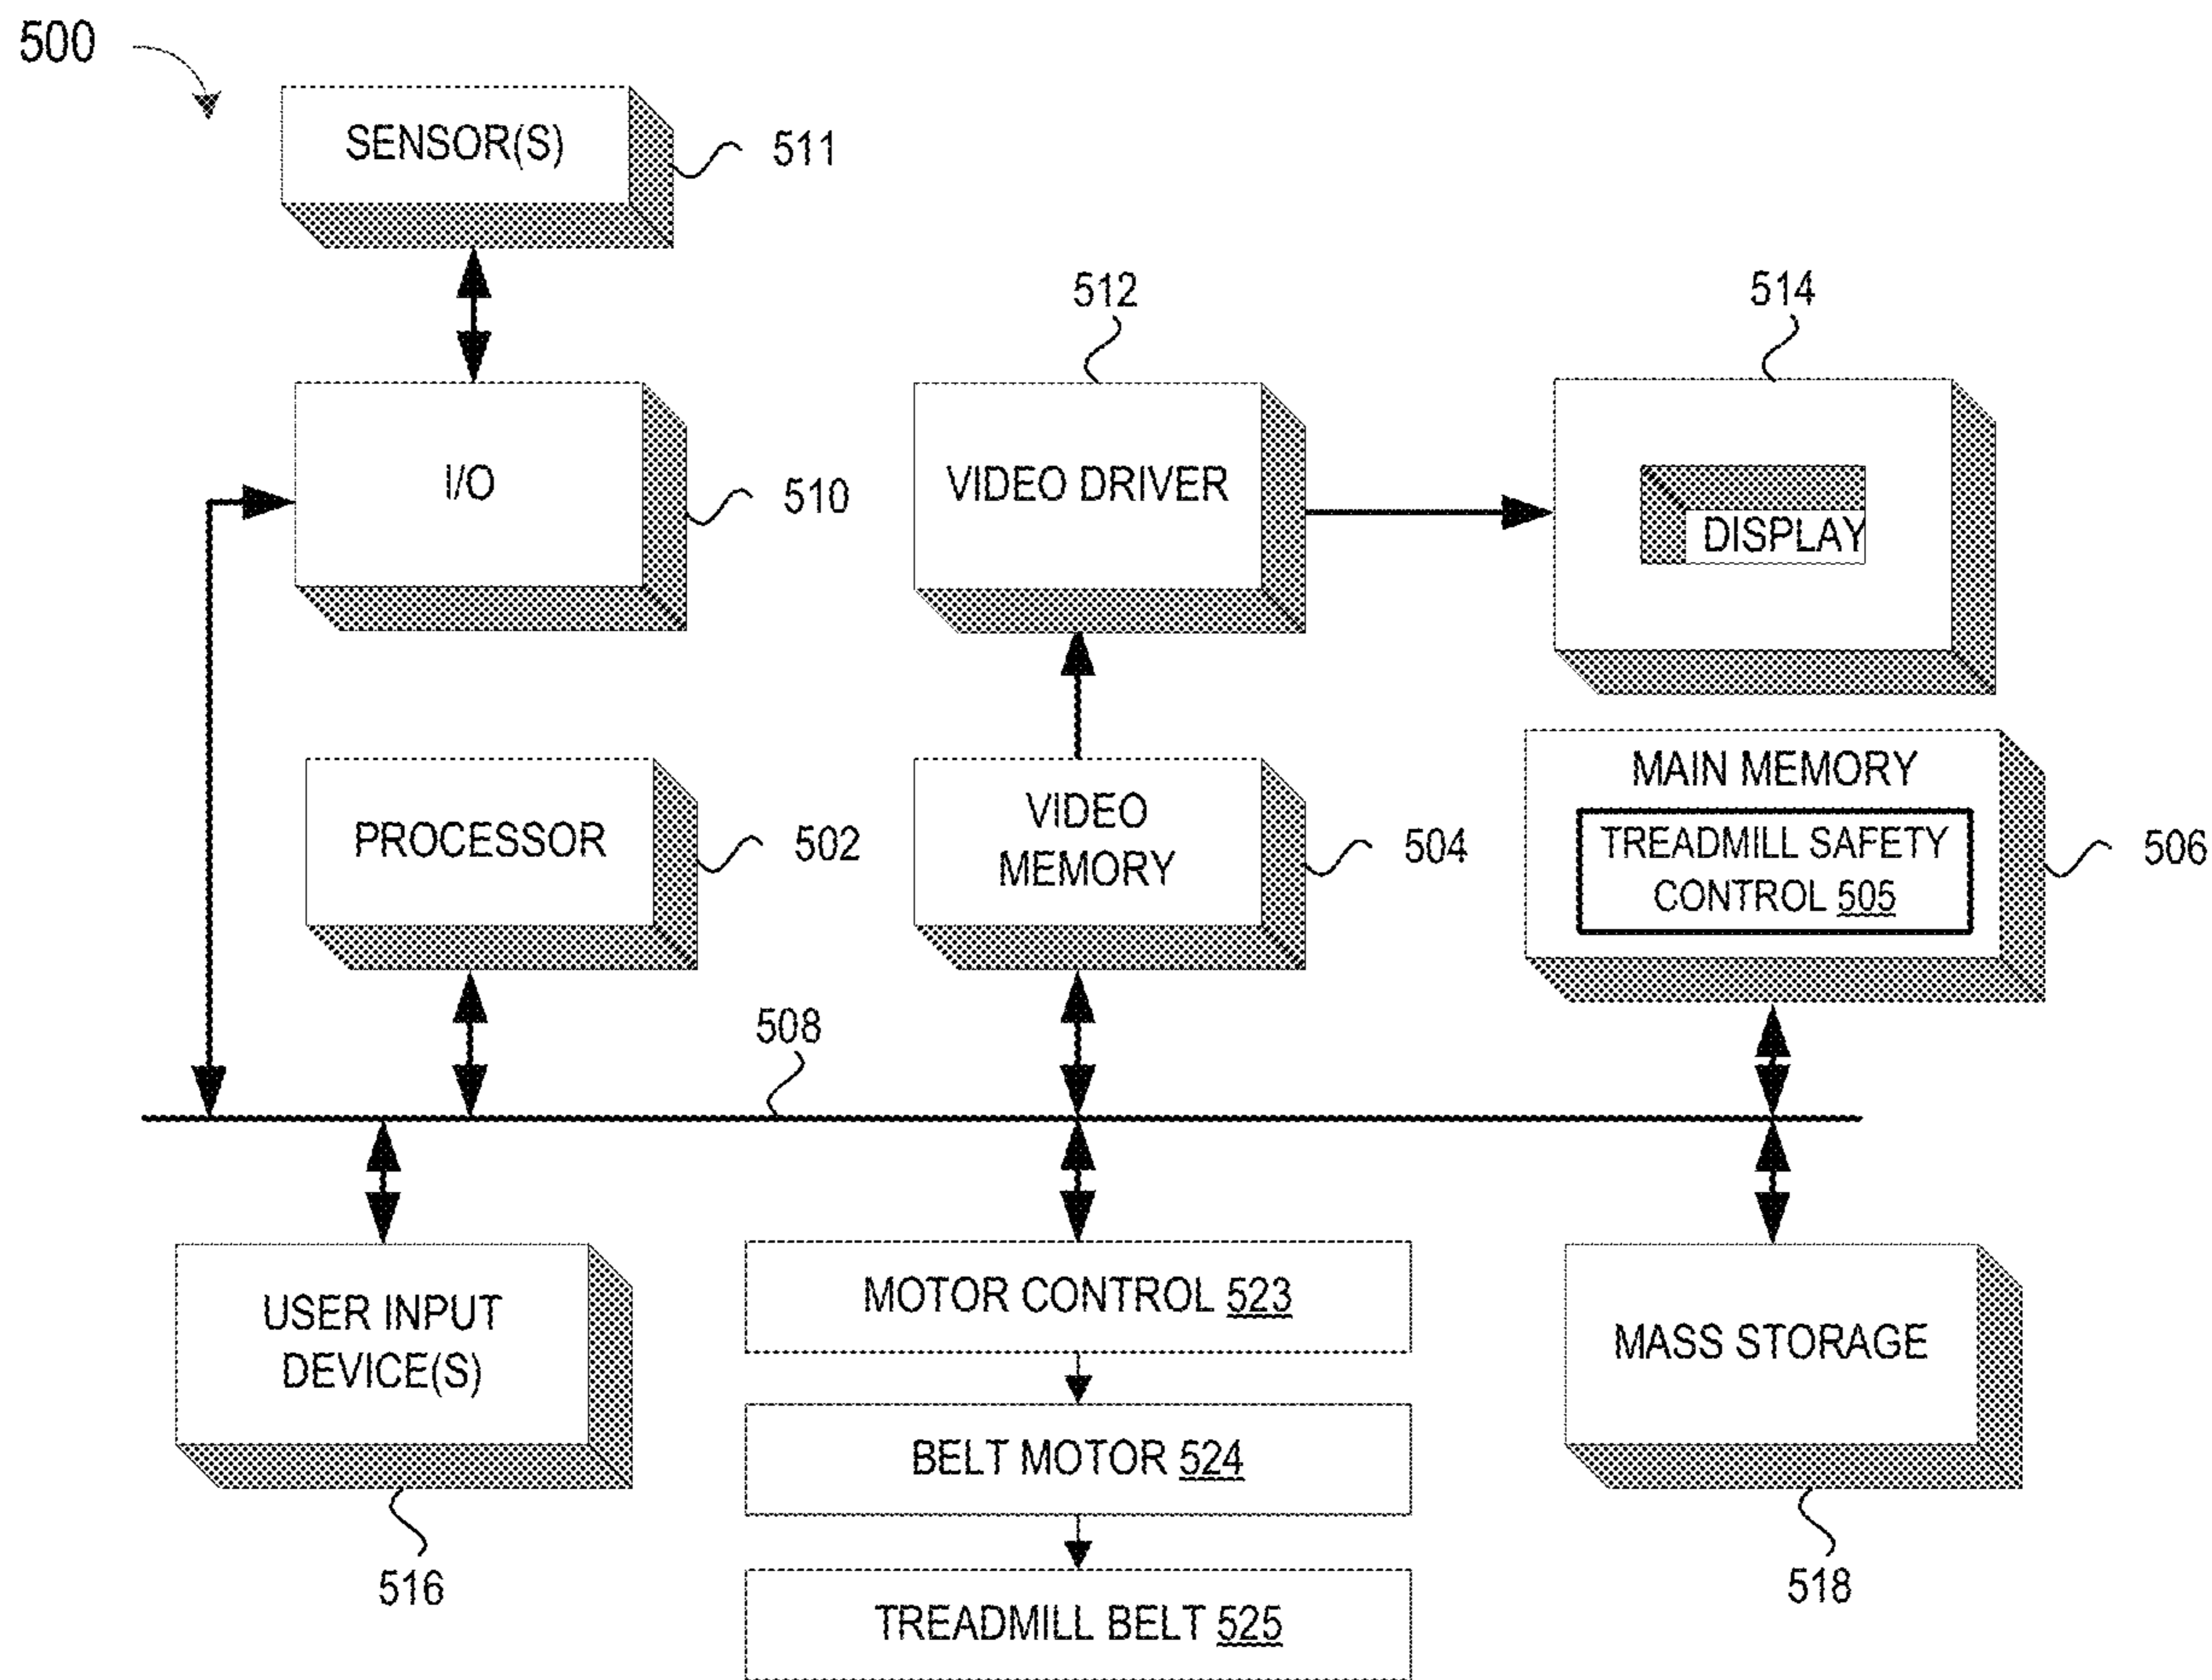 500
SENSOR(S)
511
512
514
I/O
510
VIDEO DRIVER
DISPLAY
PROCESSOR
502
VIDEO
MEMORY
504
MAIN MEMORY
TREADMILL SAFETY
CONTROL 505
506
508
USER INPUT
DEVICE(S)
516
MOTOR CONTROL 523
BELT MOTOR 524
TREADMILL BELT 525
MASS STORAGE
518